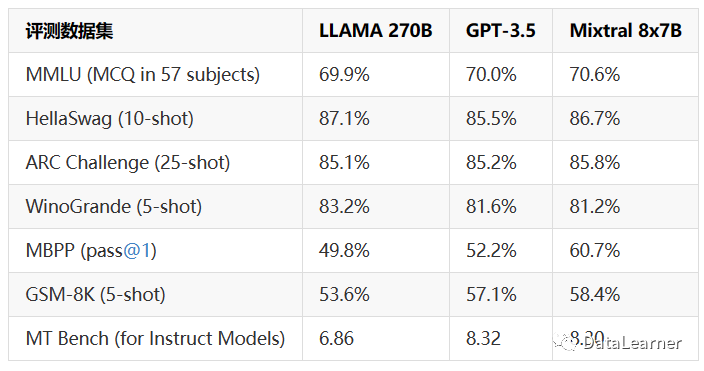 评测数据集 LLAMA 270B GPT-3.5 Mixtral 8x7B
MMLU (MCQ in 57 subjects) 69.9% 70.0% 70.6%
HellaSwag (10-shot) 87.1% 85.5% 86.7%
ARC Challenge (25-shot) 85.1% 85.2% 85.8%
WinoGrande (5-shot) 83.2% 81.6% 81.2%
MBPP (pass@1) 49.8% 52.2% 60.7%
GSM-8K (5-shot) 53.6% 57.1% 58.4%
MT Bench (for Instruct Models) 6.86 8.32
DataLearner